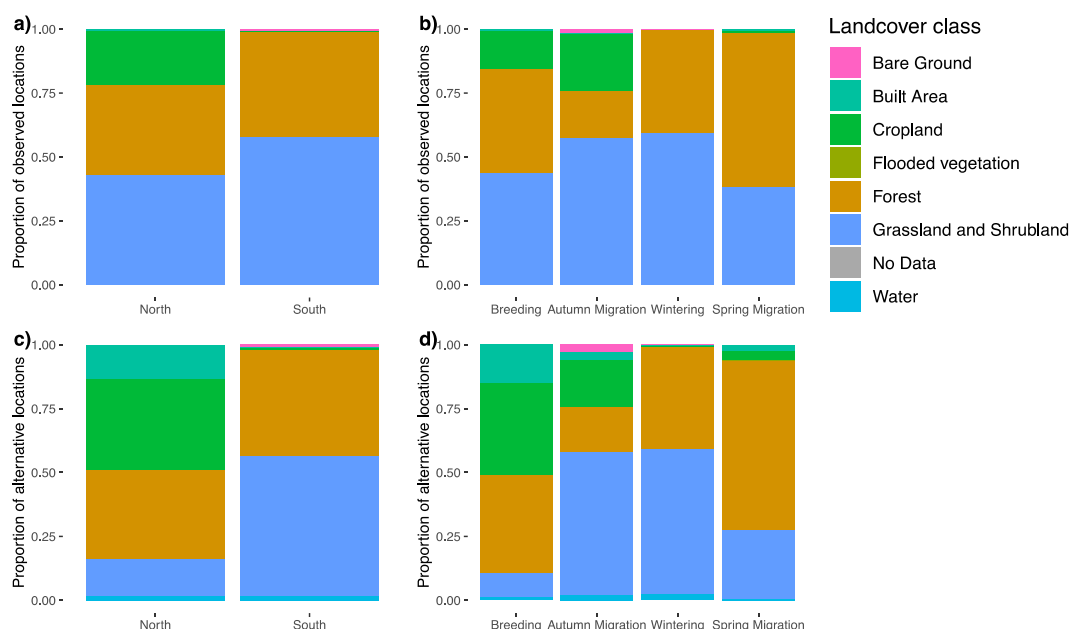 a)
Proportion of observed locations
1.00
0.75
0.50
0.25
0.00
North South
b)
Proportion of observed locations
1.00
0.75
0.50
0.25
0.00
Breeding Autumn Migration Wintering Spring Migration
Landcover class
Bare Ground
Built Area
Cropland
Flooded vegetation
Forest
Grassland and Shrubland
No Data
Water
c)
Proportion of alternative locations
1.00
0.75
0.50
0.25
0.00
North South
d)
Proportion of alternative locations
1.00
0.75
0.50
0.25
0.00
Breeding Autumn Migration Wintering Spring Migration